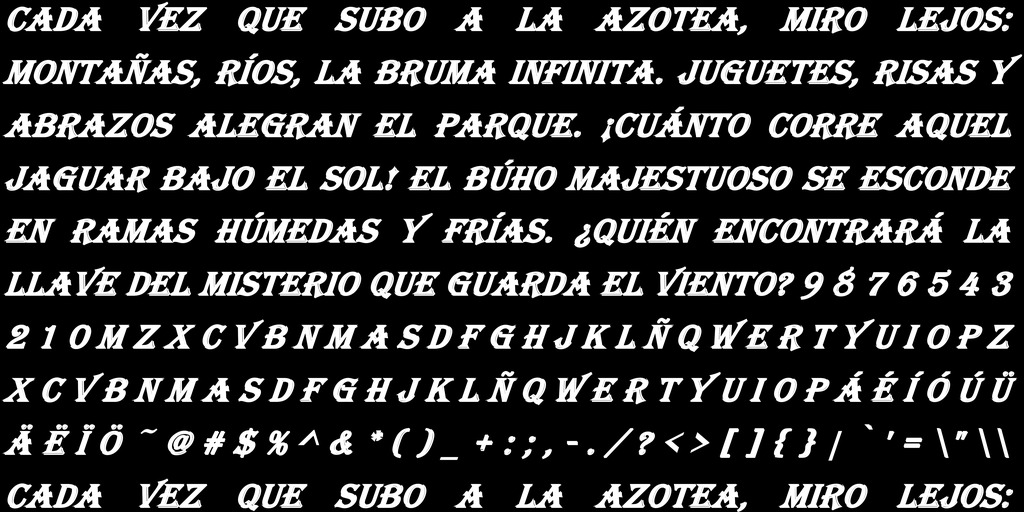 CADA VEZ QUE SUBO A LA AZOTEA, MIRO LEJOS:
MONTAÑAS, RÍOS, LA BRUMA INFINITA. JUGUETES, RISAS Y
ABRAZOS ALEGRAN EL PARQUE. ¡CUÁNTO CORRE AQUEL
JAGUAR BAJO EL SOL! EL BÚHO MAJESTUOSO SE ESCONDE
EN RAMAS HÚMEDAS Y FRÍAS. ¿QUIÉN ENCONTRARÁ LA
LLAVE DEL MISTERIO QUE GUARDA EL VIENTO? 9 8 7 6 5 4 3
2 1 0 M Z X C V B N M A S D F G H J K L Ñ Q W E R T Y U I O P Z
X C V B N M A S D F G H J K L Ñ Q W E R T Y U I O P Á É Í Ó Ú Ü
Ä Ë Ï Ö ~ @ # $ % ^ & * ( ) _ + : ; , - . / ? < > [ ] { } | ` ' = \ " \ \
CADA VEZ QUE SUBO A LA AZOTEA, MIRO LEJOS: